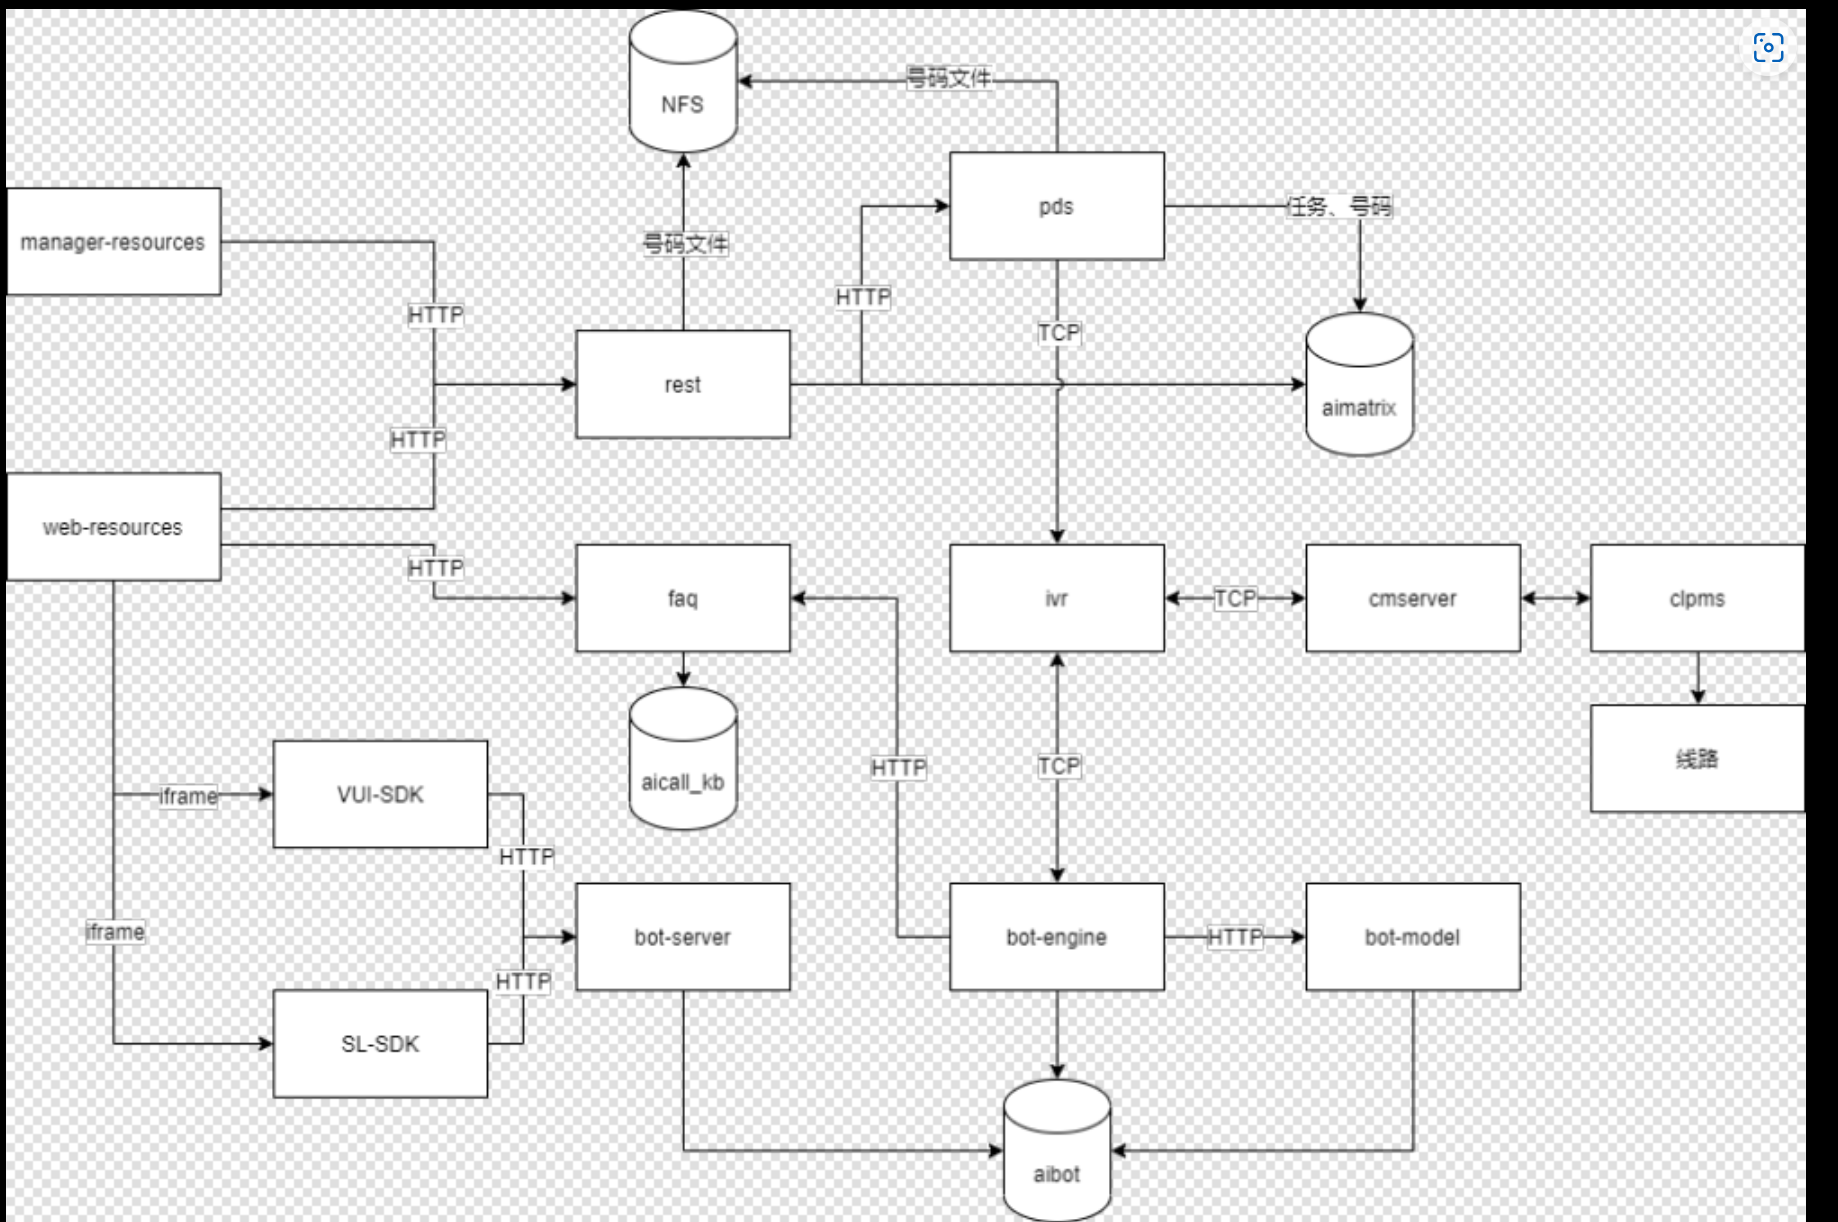 NFS
号码文件
pds
任务、号码
manager-resources
号码文件
HTTP
HTTP
TCP
rest
aimatrix
HTTP
web-resources
HTTP
faq
ivr
TCP
cmserver
clpms
aicall_kb
HTTP
TCP
线路
iframe
VUI-SDK
HTTP
iframe
bot-server
bot-engine
HTTP
bot-model
HTTP
SL-SDK
aibot